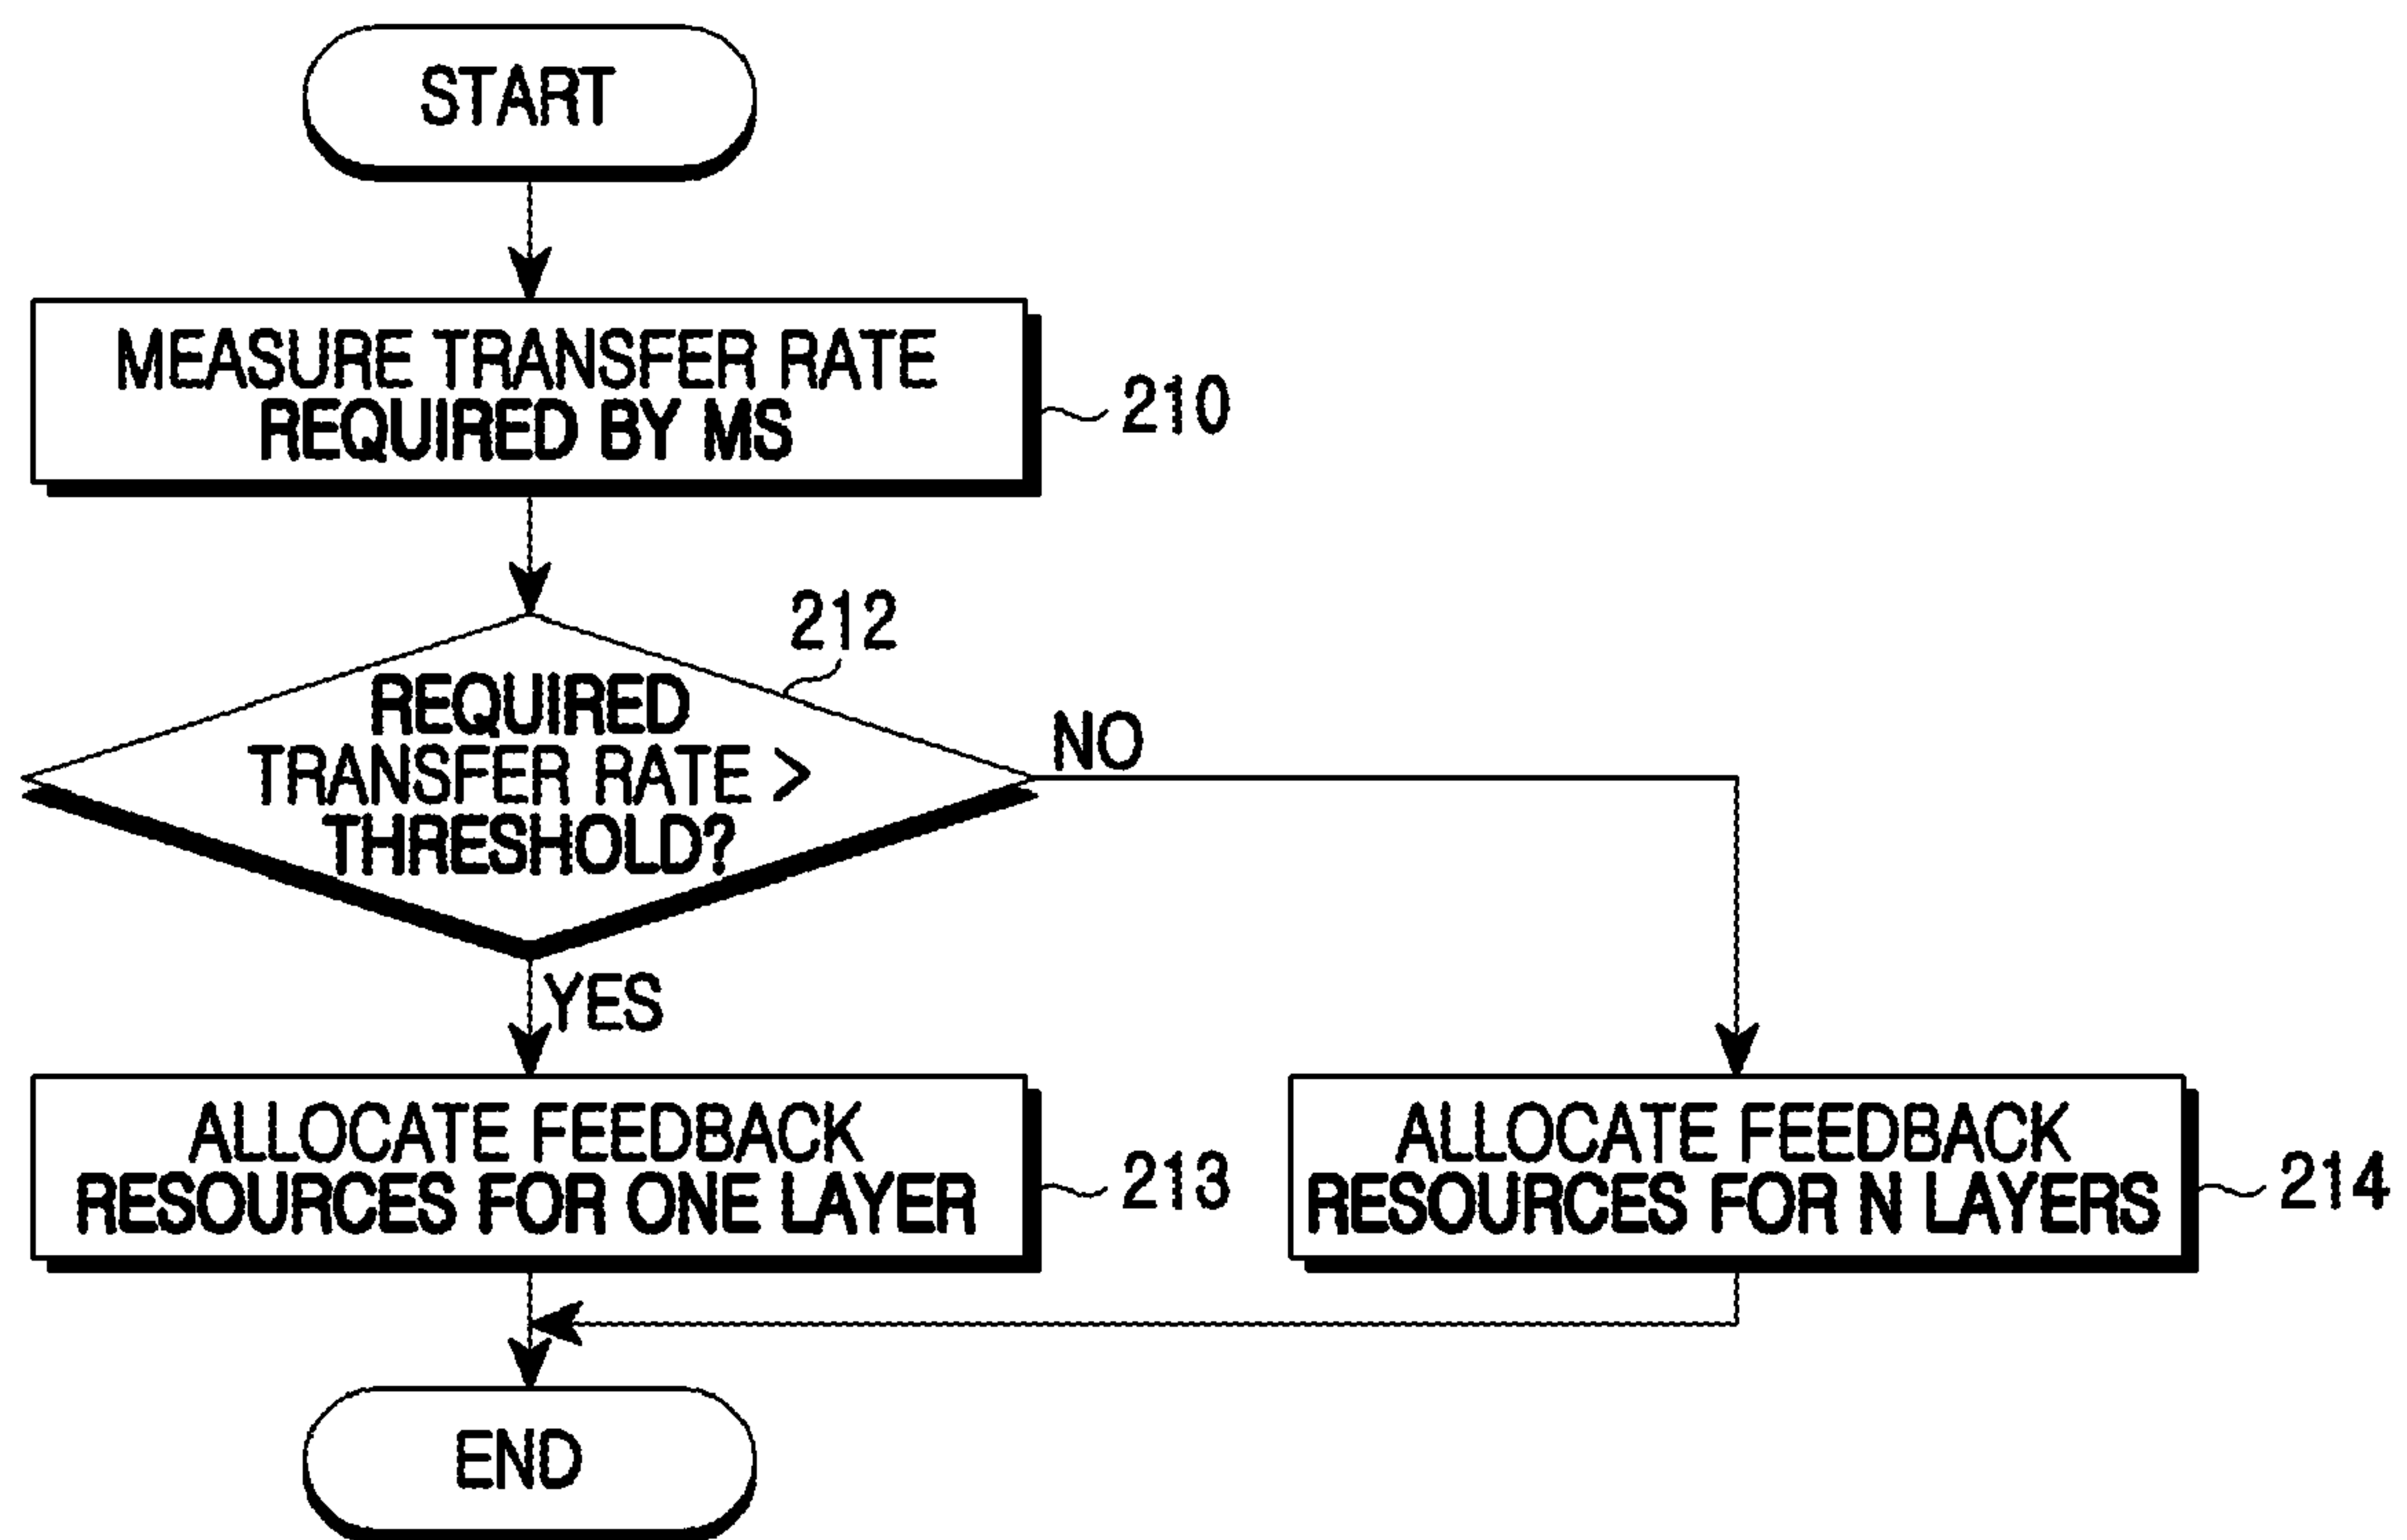 START
MEASURE TRANSFER RATE
REQUIRED BY MS
210
212
REQUIRED
TRANSFER RATE >
THRESHOLD?
NO
YES
ALLOCATE FEEDBACK
RESOURCES FOR ONE LAYER
213
ALLOCATE FEEDBACK
RESOURCES FOR N LAYERS
214
END